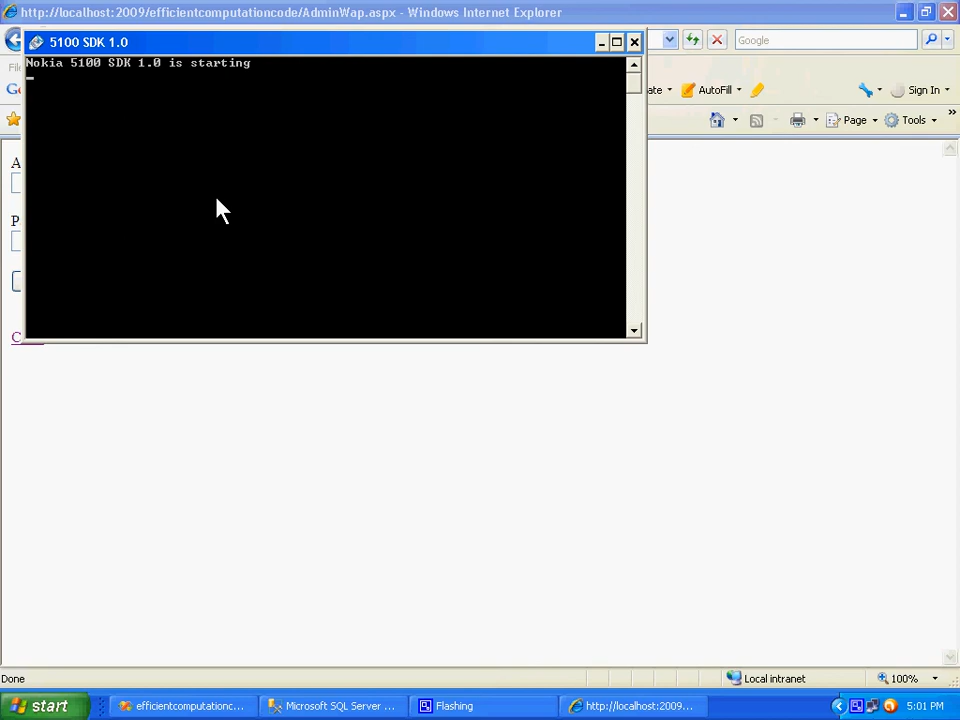 http://localhost:2009/efficientcomputationcode/AdminWap.aspx - Windows Internet Explorer
5100 SDK 1.0
Nokia 5100 SDK 1.0 is starting
Google
AutoFill
Sign In
Page
Tools
Done
Local intranet
100%
start
efficientcomputationc...
Microsoft SQL Server ...
Flashing
http://localhost:2009...
5:01 PM